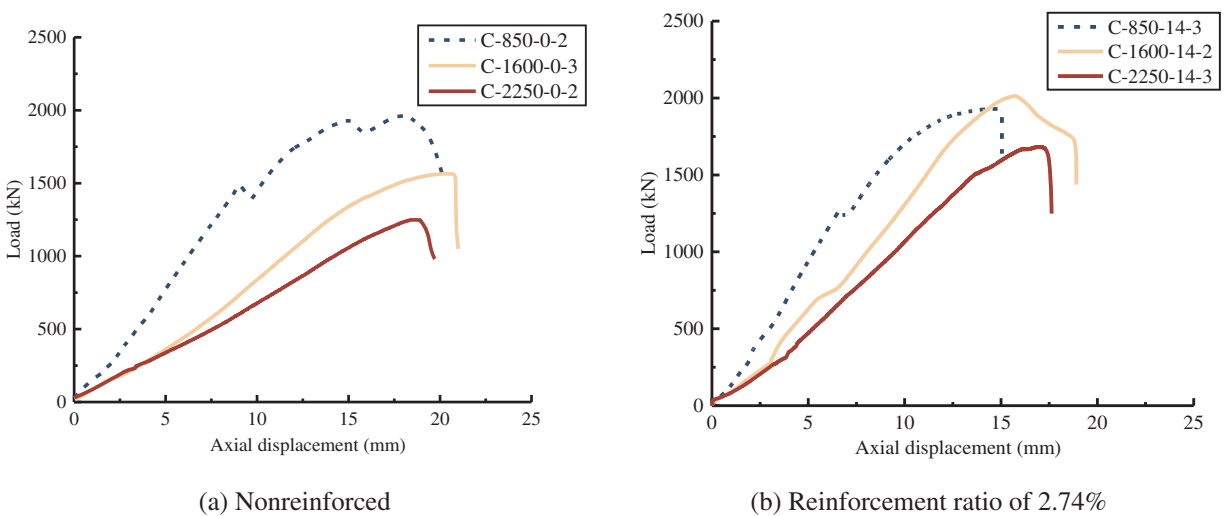 2500
2000
1500
1000
500
0
Load (kN)
0 5 10 15 20 25
Axial displacement (mm)
C-850-0-2
C-1600-0-3
C-2250-0-2
(a) Nonreinforced
2500
2000
1500
1000
500
0
Load (kN)
0 5 10 15 20 25
Axial displacement (mm)
C-850-14-3
C-1600-14-2
C-2250-14-3
(b) Reinforcement ratio of 2.74%